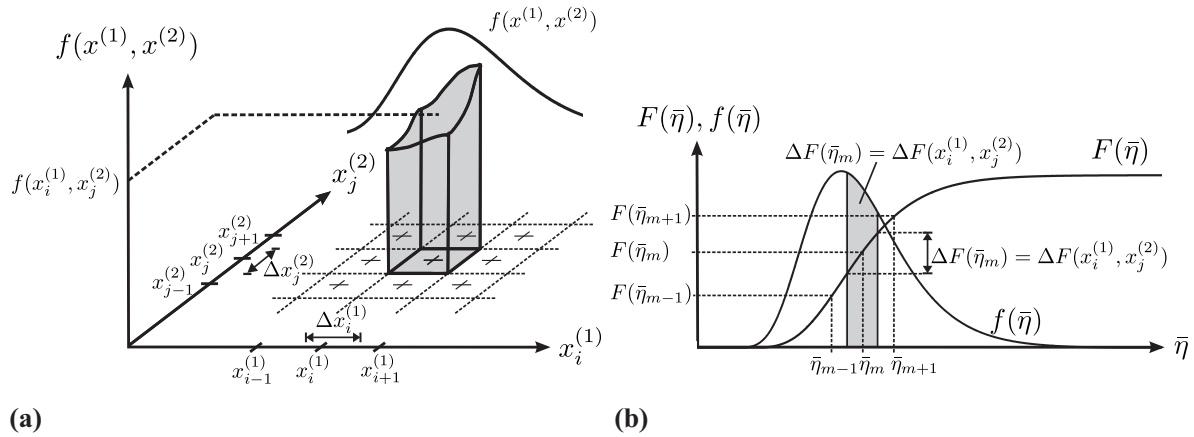 f(x^{(1)}, x^{(2)})
f(x^{(1)}, x^{(2)})
f(x_i^{(1)}, x_j^{(2)})
x_j^{(2)}
x_{j+1}^{(2)}
x_j^{(2)}
x_{j-1}^{(2)}
Δx_j^{(2)}
Δx_i^{(1)}
x_i^{(1)}
x_{i-1}^{(1)} x_i^{(1)} x_{i+1}^{(1)}
(a)
F(η̄), f(η̄)
ΔF(η̄_m) = ΔF(x_i^{(1)}, x_j^{(2)})
F(η̄)
F(η̄_{m+1})
F(η̄_m)
ΔF(η̄_m) = ΔF(x_i^{(1)}, x_j^{(2)})
F(η̄_{m-1})
f(η̄)
η̄
η̄_{m-1} η̄_m η̄_{m+1}
(b)